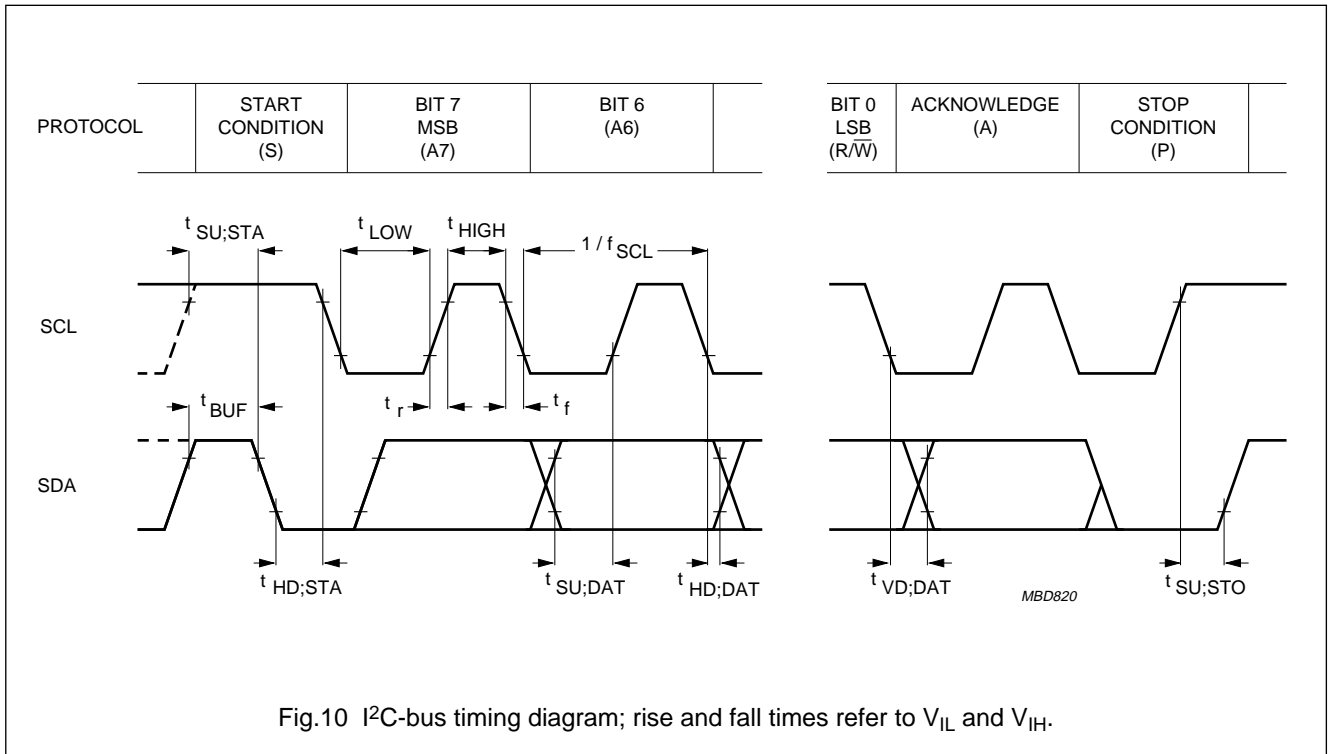 PROTOCOL
START
CONDITION
(S)
BIT 7
MSB
(A7)
BIT 6
(A6)
BIT 0
LSB
(R/W̅)
ACKNOWLEDGE
(A)
STOP
CONDITION
(P)
t SU;STA
t LOW
t HIGH
1 / f SCL
SCL
t BUF
t r
t f
SDA
t HD;STA
t SU;DAT
t HD;DAT
t VD;DAT
MBD820
t SU;STO
Fig.10 I²C-bus timing diagram; rise and fall times refer to VIL and VIH.